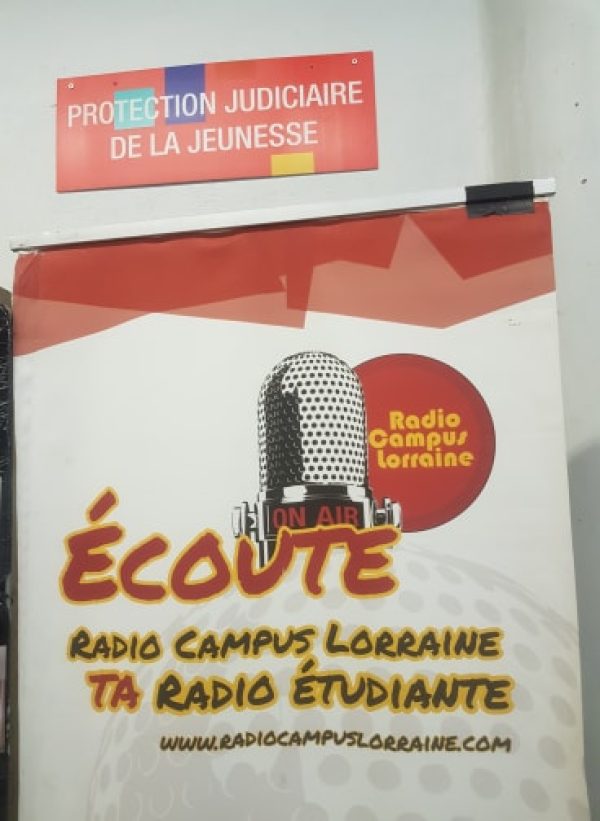 PROTECTION JUDICIAIRE
DE LA JEUNESSE
Radio
Campus
Lorraine
ON AIR
ÉCOUTE
RADIO CAMPUS LORRAINE
TA RADIO ÉTUDIANTE
WWW.RADIOCAMPUSLORRAINE.COM